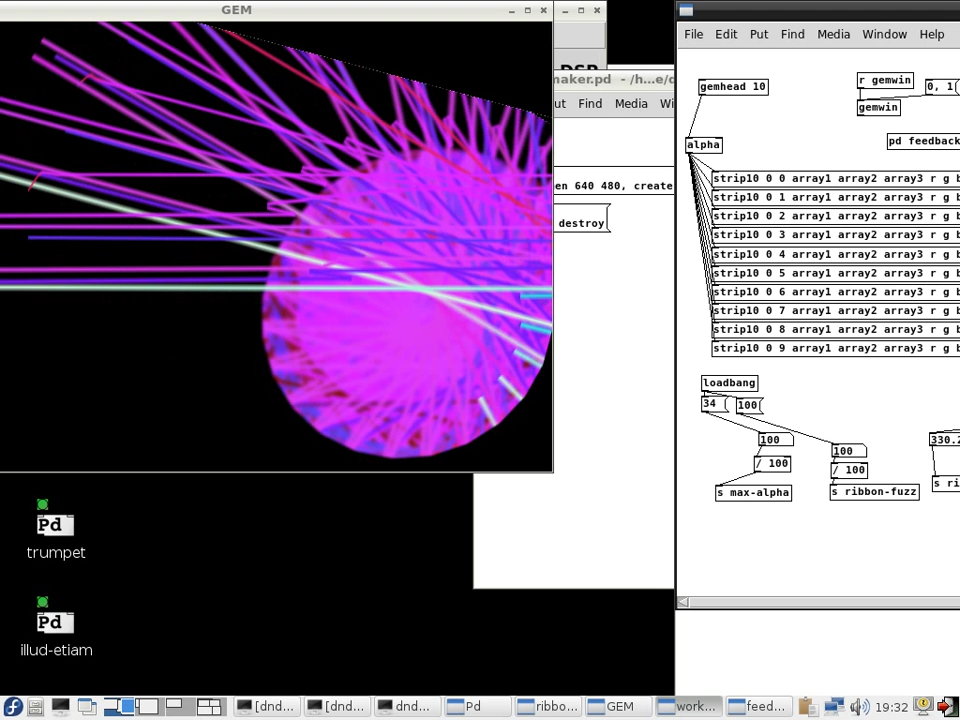 GEM
DSP
maker.pd - /h...e/d
ut Find Media Wi
en 640 480, create
destroy
File Edit Put Find Media Window Help
gemhead 10
r gemwin
0, 1
gemwin
alpha
pd feedback
strip10 0 0 array1 array2 array3 r g b
strip10 0 1 array1 array2 array3 r g b
strip10 0 2 array1 array2 array3 r g b
strip10 0 3 array1 array2 array3 r g b
strip10 0 4 array1 array2 array3 r g b
strip10 0 5 array1 array2 array3 r g b
strip10 0 6 array1 array2 array3 r g b
strip10 0 7 array1 array2 array3 r g b
strip10 0 8 array1 array2 array3 r g b
strip10 0 9 array1 array2 array3 r g b
loadbang
34
100
100
100
330.2
/ 100
/ 100
s max-alpha
s ribbon-fuzz
s ri
Pd
trumpet
Pd
illud-etiam
[dnd...
[dnd...
dnd...
Pd
ribbo...
GEM
work...
feed...
19:32